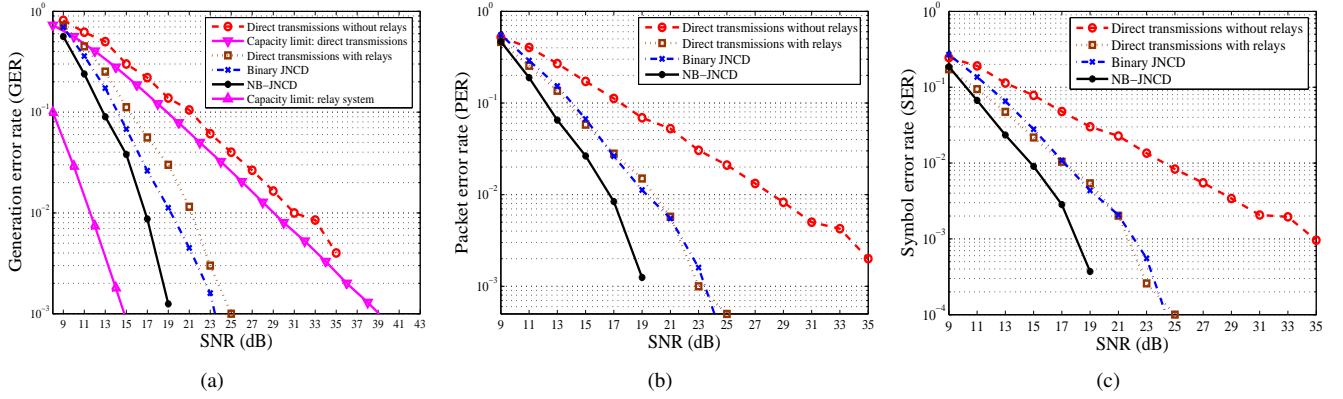 Direct transmissions without relays
Capacity limit: direct transmissions
Direct transmissions with relays
Binary JNCD
NB−JNCD
Capacity limit: relay system
Generation error rate (GER)
10^0
10^−1
10^−2
10^−3
9 11 13 15 17 19 21 23 25 27 29 31 33 35 37 39 41 43
SNR (dB)
(a)
Direct transmissions without relays
Direct transmissions with relays
Binary JNCD
NB−JNCD
Packet error rate (PER)
10^0
10^−1
10^−2
10^−3
9 11 13 15 17 19 21 23 25 27 29 31 33 35
SNR (dB)
(b)
Direct transmissions without relays
Direct transmissions with relays
Binary JNCD
NB−JNCD
Symbol error rate (SER)
10^0
10^−1
10^−2
10^−3
10^−4
9 11 13 15 17 19 21 23 25 27 29 31 33 35
SNR (dB)
(c)